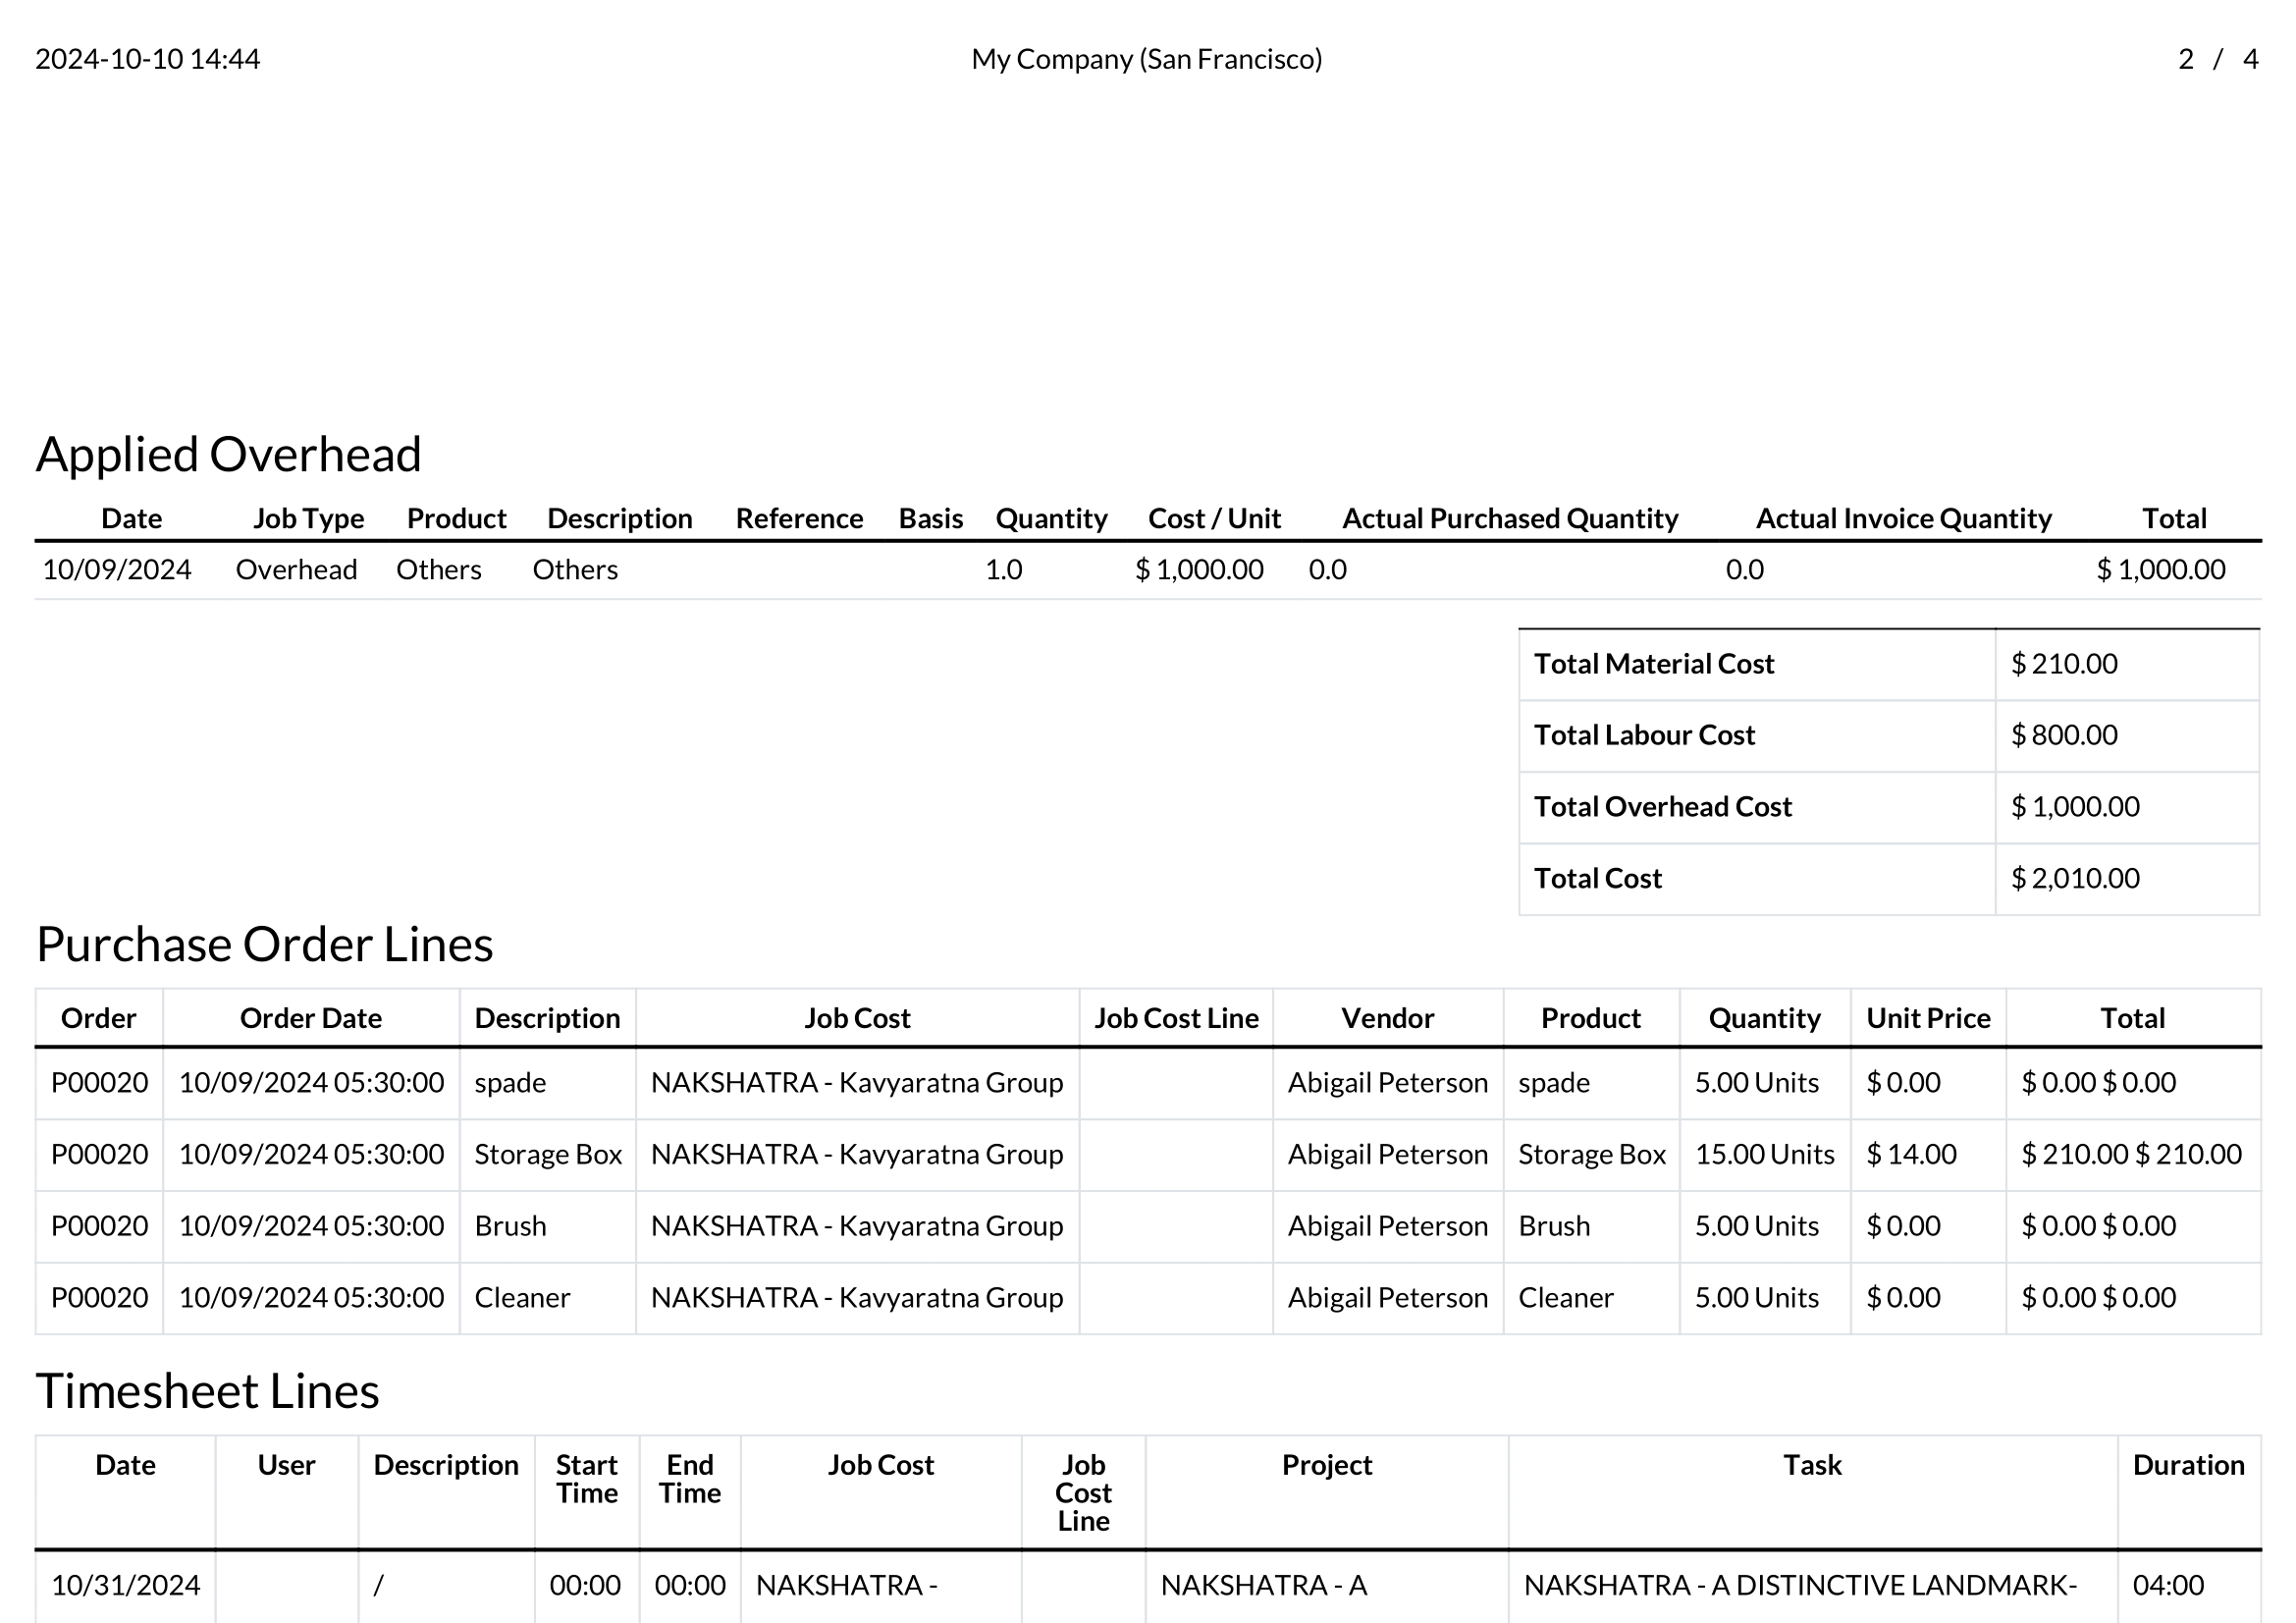 2024-10-10 14:44 My Company (San Francisco) 2 / 4
Applied Overhead
Date Job Type Product Description Reference Basis Quantity Cost / Unit Actual Purchased Quantity Actual Invoice Quantity Total
10/09/2024 Overhead Others Others 1.0 $ 1,000.00 0.0 0.0 $ 1,000.00
Total Material Cost $ 210.00
Total Labour Cost $ 800.00
Total Overhead Cost $ 1,000.00
Total Cost $ 2,010.00
Purchase Order Lines
Order Order Date Description Job Cost Job Cost Line Vendor Product Quantity Unit Price Total
P00020 10/09/2024 05:30:00 spade NAKSHATRA - Kavyaratna Group Abigail Peterson spade 5.00 Units $ 0.00 $ 0.00 $ 0.00
P00020 10/09/2024 05:30:00 Storage Box NAKSHATRA - Kavyaratna Group Abigail Peterson Storage Box 15.00 Units $ 14.00 $ 210.00 $ 210.00
P00020 10/09/2024 05:30:00 Brush NAKSHATRA - Kavyaratna Group Abigail Peterson Brush 5.00 Units $ 0.00 $ 0.00 $ 0.00
P00020 10/09/2024 05:30:00 Cleaner NAKSHATRA - Kavyaratna Group Abigail Peterson Cleaner 5.00 Units $ 0.00 $ 0.00 $ 0.00
Timesheet Lines
Date User Description Start Time End Time Job Cost Job Cost Line Project Task Duration
10/31/2024 / 00:00 00:00 NAKSHATRA - NAKSHATRA - A NAKSHATRA - A DISTINCTIVE LANDMARK- 04:00